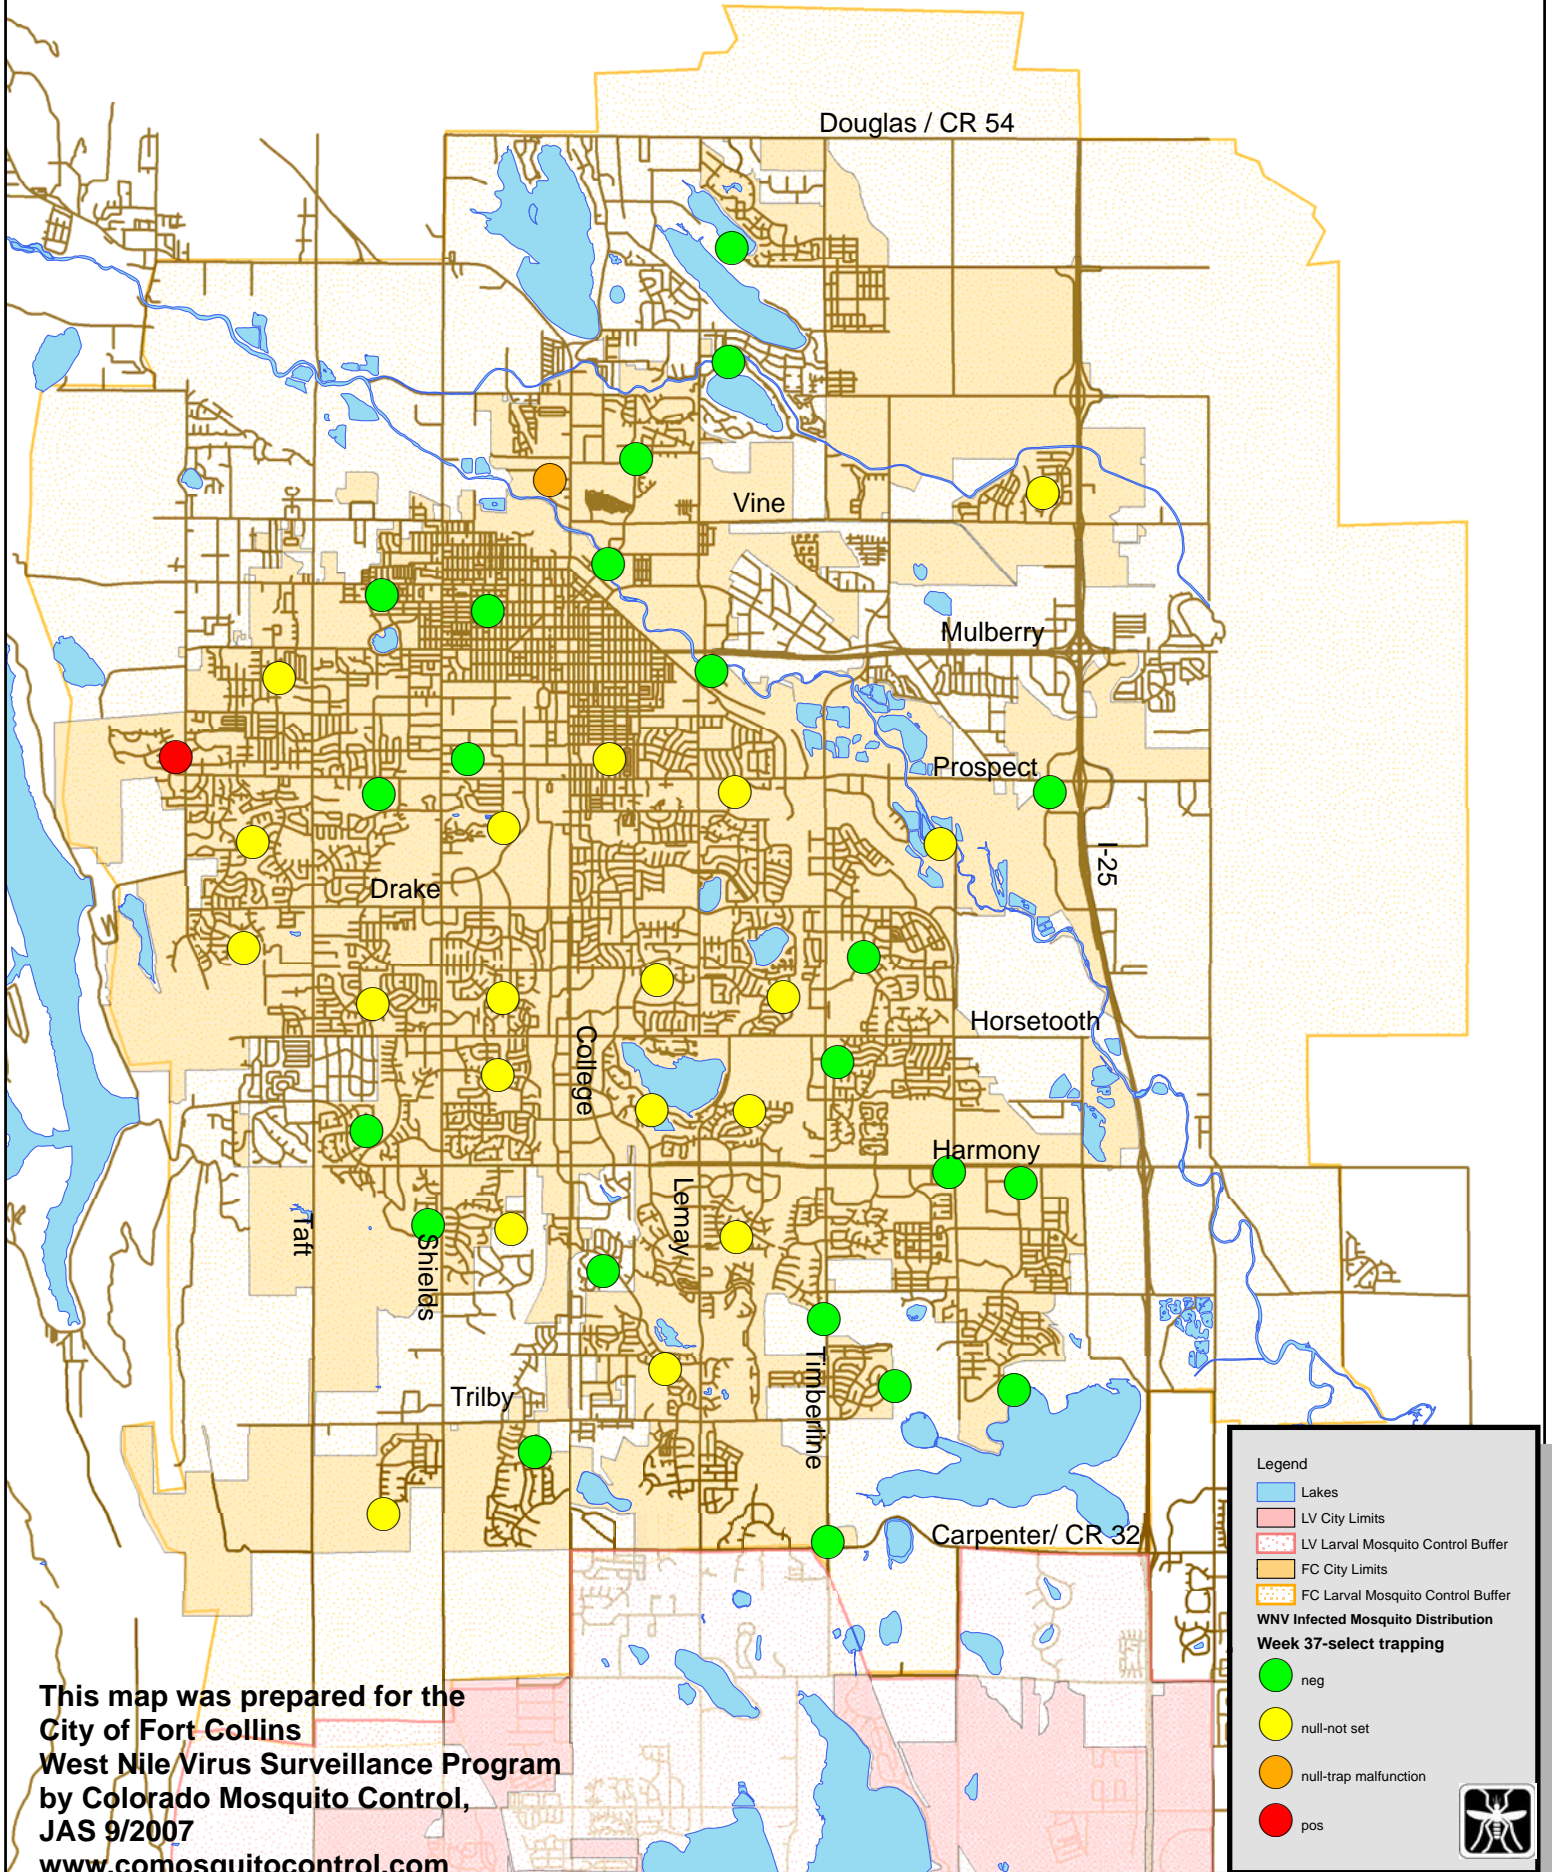 Douglas / CR 54
Vine
Mulberry
Prospect
I-25
Drake
Horsetooth
College
Harmony
Lemay
Taft
Shields
Timberline
Trilby
Carpenter/ CR 32
Legend
Lakes
LV City Limits
LV Larval Mosquito Control Buffer
FC City Limits
FC Larval Mosquito Control Buffer
WNV Infected Mosquito Distribution
Week 37-select trapping
neg
null-not set
null-trap malfunction
pos
This map was prepared for the
City of Fort Collins
West Nile Virus Surveillance Program
by Colorado Mosquito Control,
JAS 9/2007
www.comosquitocontrol.com